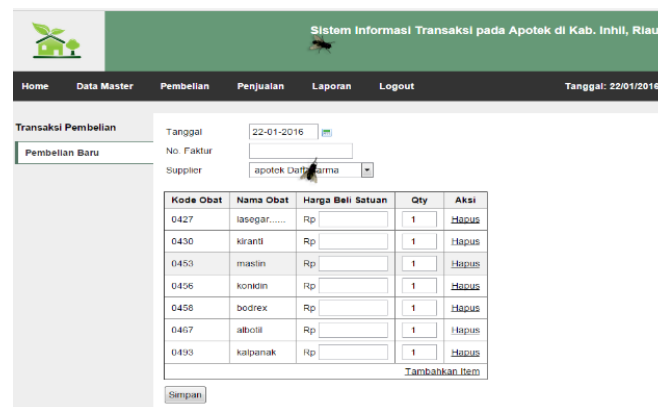 Sistem Informasi Transaksi pada Apotek di Kab. Inhil, Riau
Home Data Master Pembelian Penjualan Laporan Logout Tanggal: 22/01/2016
Transaksi Pembelian
Pembelian Baru
Tanggal 22-01-2016
No. Faktur
Supplier apotek
Kode Obat Nama Obat Harga Beli Satuan Qty Aksi
0427 lasegar...... Rp 1 Hapus
0430 kiranti Rp 1 Hapus
0453 mastin Rp 1 Hapus
0456 konidin Rp 1 Hapus
0458 bodrex Rp 1 Hapus
0467 albotil Rp 1 Hapus
0493 kalpanak Rp 1 Hapus
Tambahkan Item
Simpan